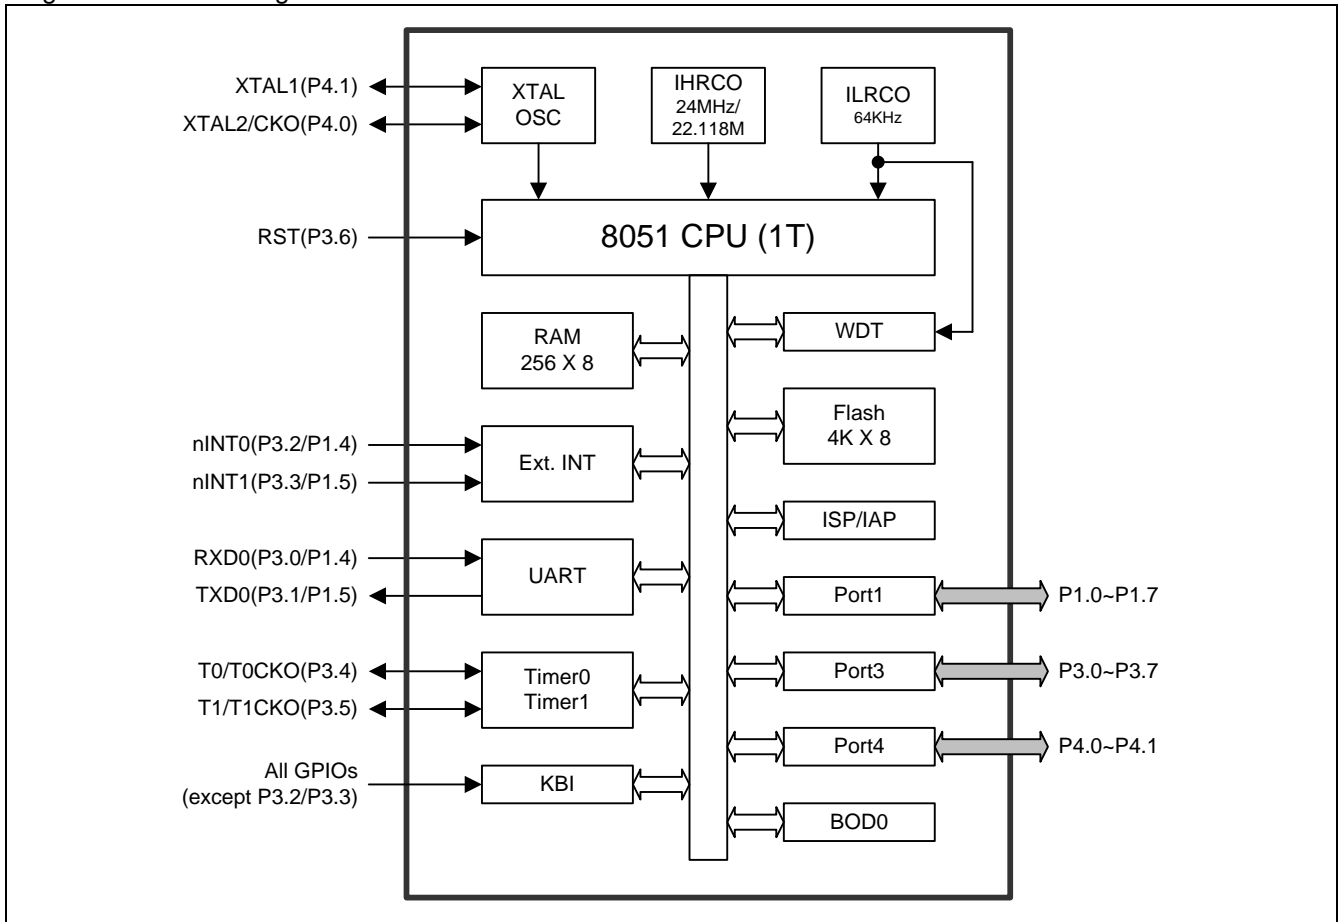 XTAL1(P4.1)
XTAL2/CKO(P4.0)
XTAL
OSC
IHRCO
24MHz/
22.118M
ILRCO
64KHz
RST(P3.6)
8051 CPU (1T)
RAM
256 X 8
WDT
Flash
4K X 8
nINT0(P3.2/P1.4)
nINT1(P3.3/P1.5)
Ext. INT
ISP/IAP
RXD0(P3.0/P1.4)
TXD0(P3.1/P1.5)
UART
Port1
P1.0~P1.7
T0/T0CKO(P3.4)
T1/T1CKO(P3.5)
Timer0
Timer1
Port3
P3.0~P3.7
Port4
P4.0~P4.1
All GPIOs
(except P3.2/P3.3)
KBI
BOD0